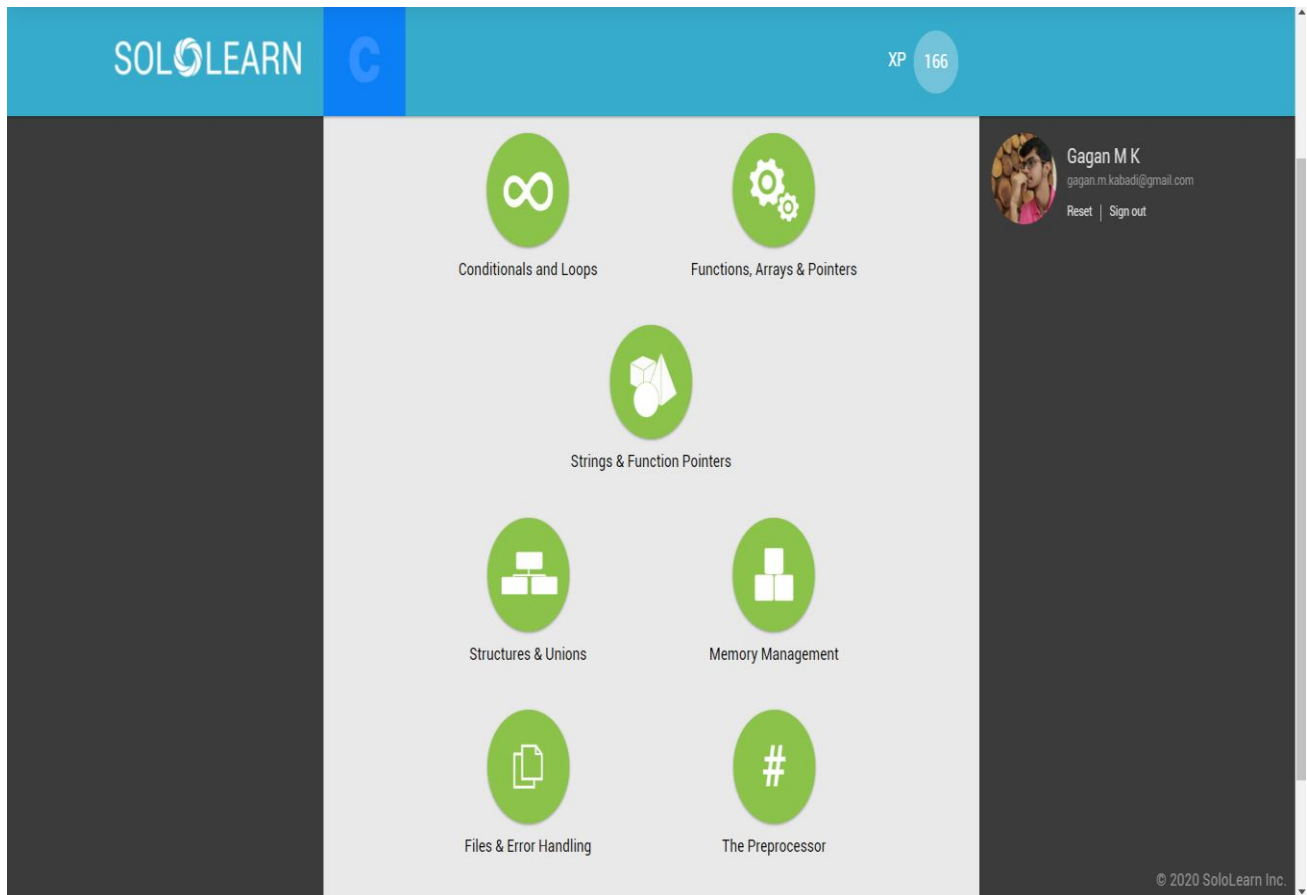 SOLOLEARN
C
XP 166
Gagan M K
gagan.m.kabadi@gmail.com
Reset | Sign out
Conditionals and Loops
Functions, Arrays & Pointers
Strings & Function Pointers
Structures & Unions
Memory Management
#
Files & Error Handling
The Preprocessor
© 2020 SoloLearn Inc.